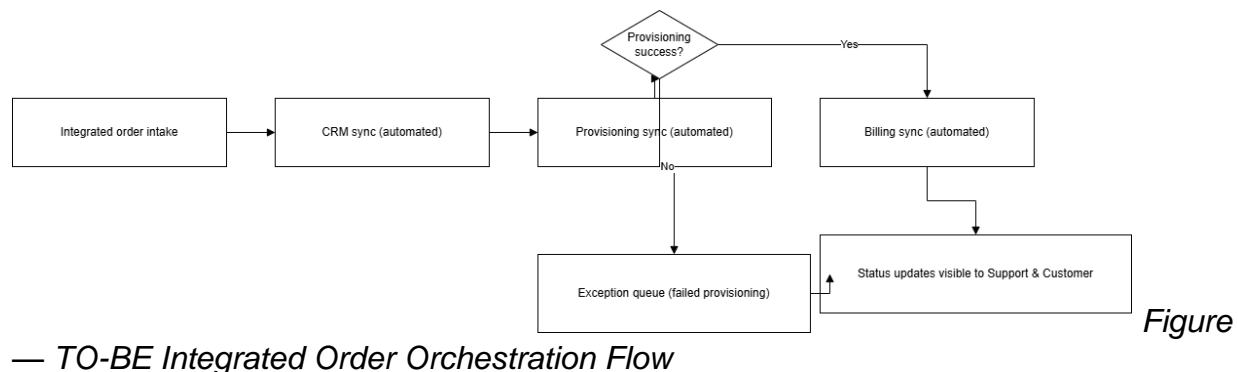 Provisioning
success?
Yes
Integrated order intake
CRM sync (automated)
Provisioning sync (automated)
Billing sync (automated)
No
Exception queue (failed provisioning)
Status updates visible to Support & Customer
Figure
— TO-BE Integrated Order Orchestration Flow